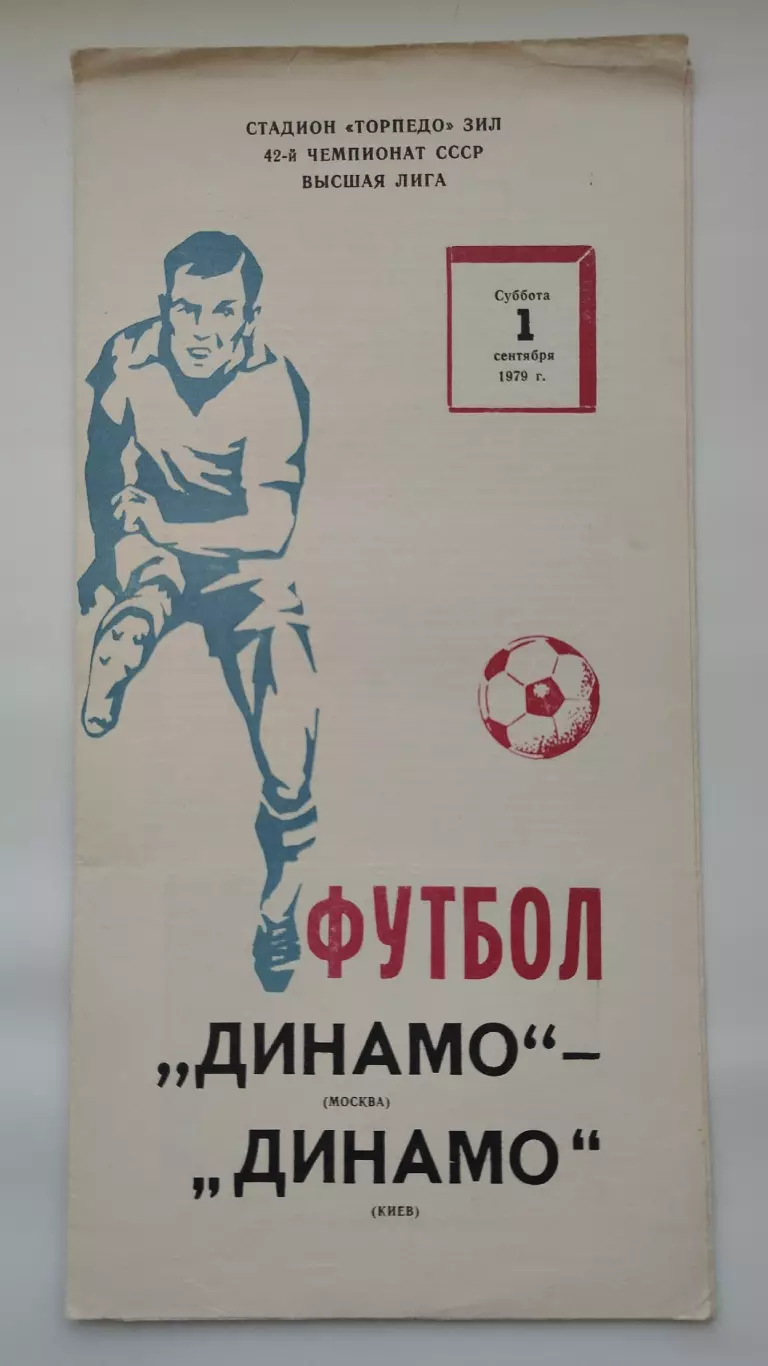 СТАДИОН «ТОРПЕДО» ЗИЛ
42-й ЧЕМПИОНАТ СССР
ВЫСШАЯ ЛИГА
Суббота
1
сентября
1979 г.
ФУТБОЛ
„ДИНАМО“ –
(МОСКВА)
„ДИНАМО“
(КИЕВ)